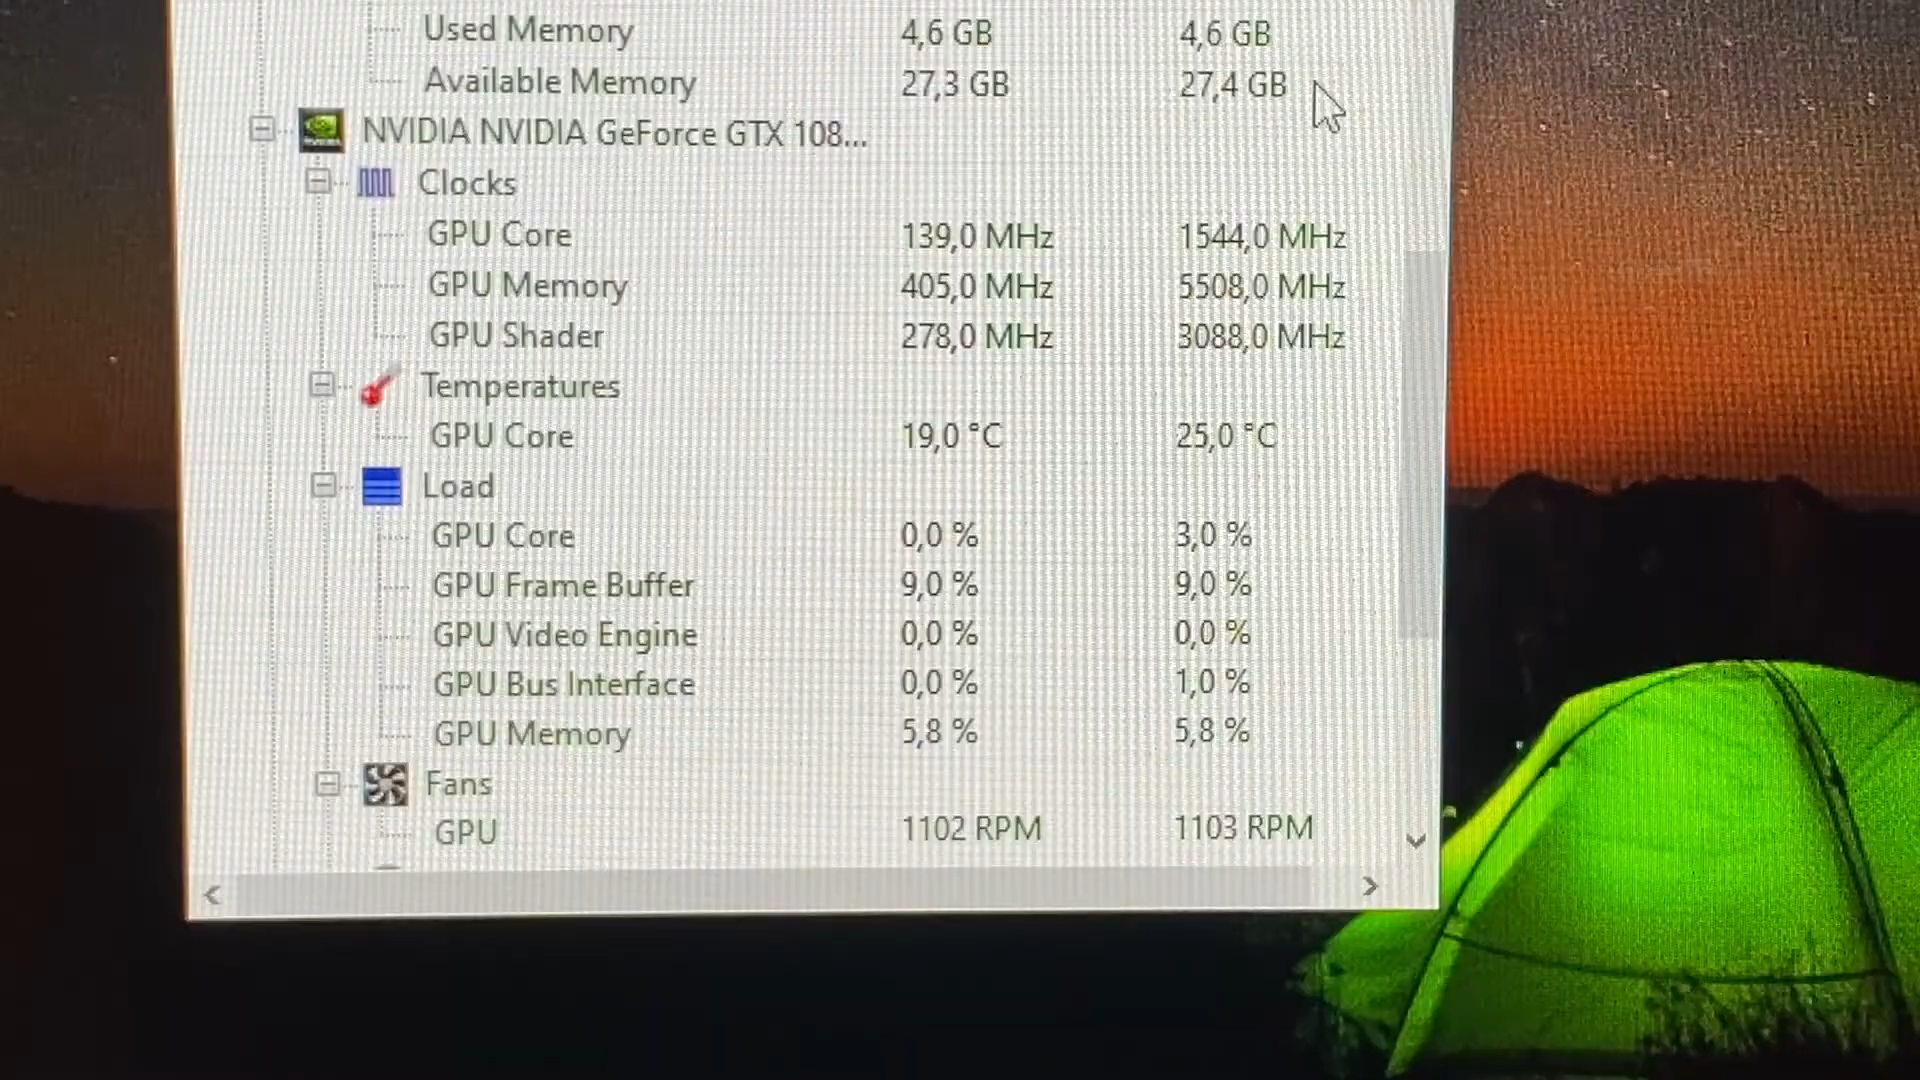 Used Memory 4,6 GB 4,6 GB
Available Memory 27,3 GB 27,4 GB
NVIDIA NVIDIA GeForce GTX 108...
Clocks
GPU Core 139,0 MHz 1544,0 MHz
GPU Memory 405,0 MHz 5508,0 MHz
GPU Shader 278,0 MHz 3088,0 MHz
Temperatures
GPU Core 19,0 °C 25,0 °C
Load
GPU Core 0,0 % 3,0 %
GPU Frame Buffer 9,0 % 9,0 %
GPU Video Engine 0,0 % 0,0 %
GPU Bus Interface 0,0 % 1,0 %
GPU Memory 5,8 % 5,8 %
Fans
GPU 1102 RPM 1103 RPM